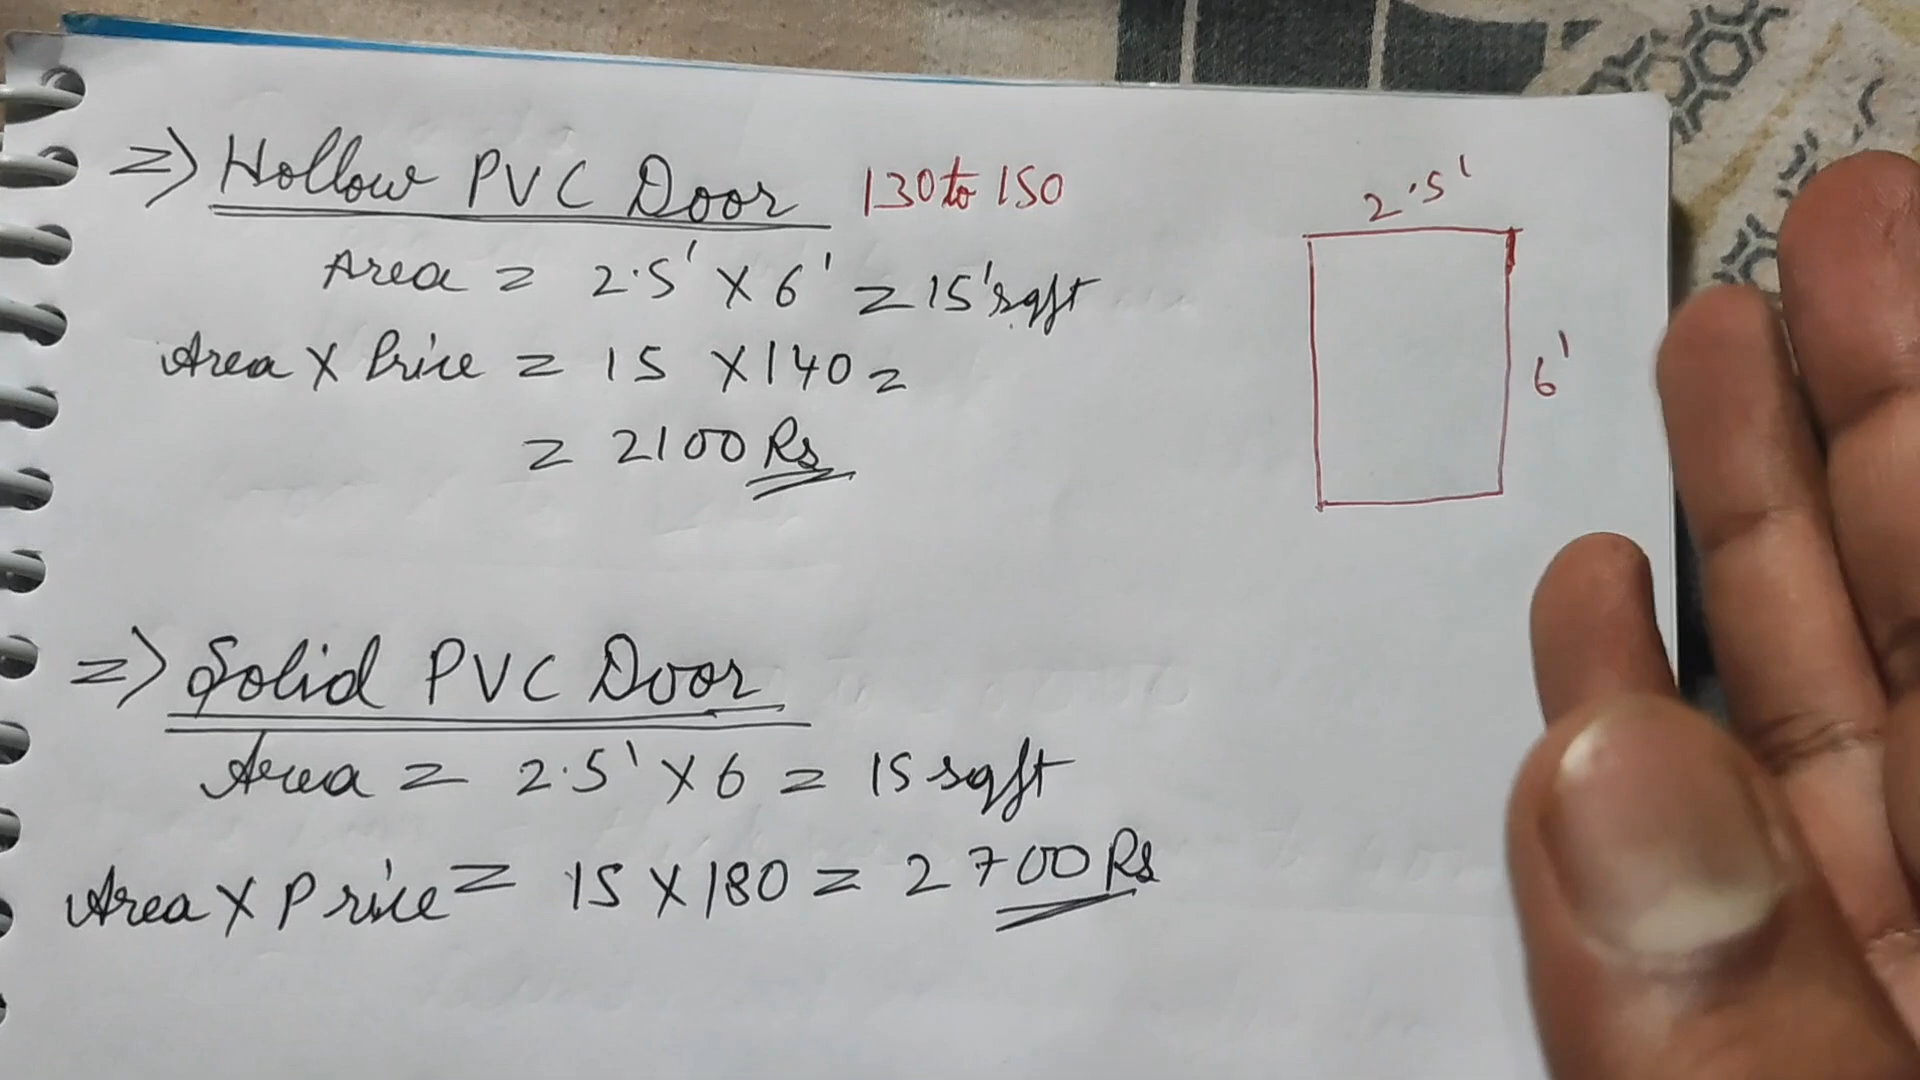 => Hollow PVC Door 130 to 150
Area = 2.5' X 6' = 15' sqft
Area X Price = 15 X 140 =
= 2100 Rs
2.5'
6'
=> Solid PVC Door
Area = 2.5' X 6 = 15 sqft
Area X Price = 15 X 180 = 2700 Rs